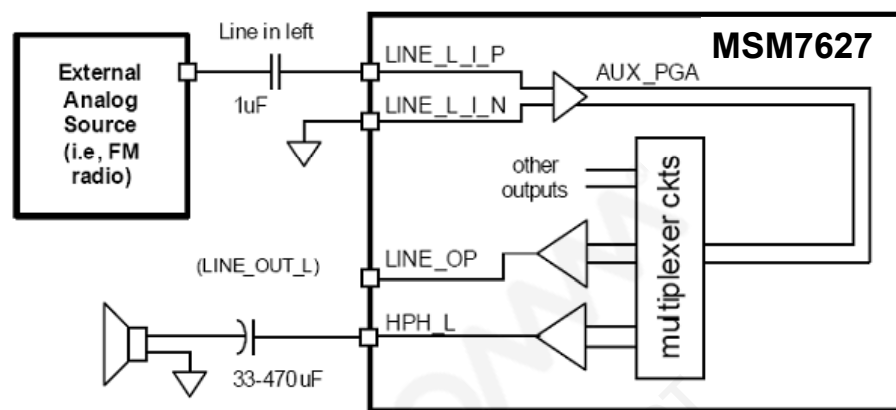 MSM7627
Line in left
1uF
External
Analog
Source
(i.e, FM
radio)
LINE_L_I_P
LINE_L_I_N
AUX_PGA
other
outputs
multiplexer ckts
(LINE_OUT_L)
LINE_OP
HPH_L
33-470uF